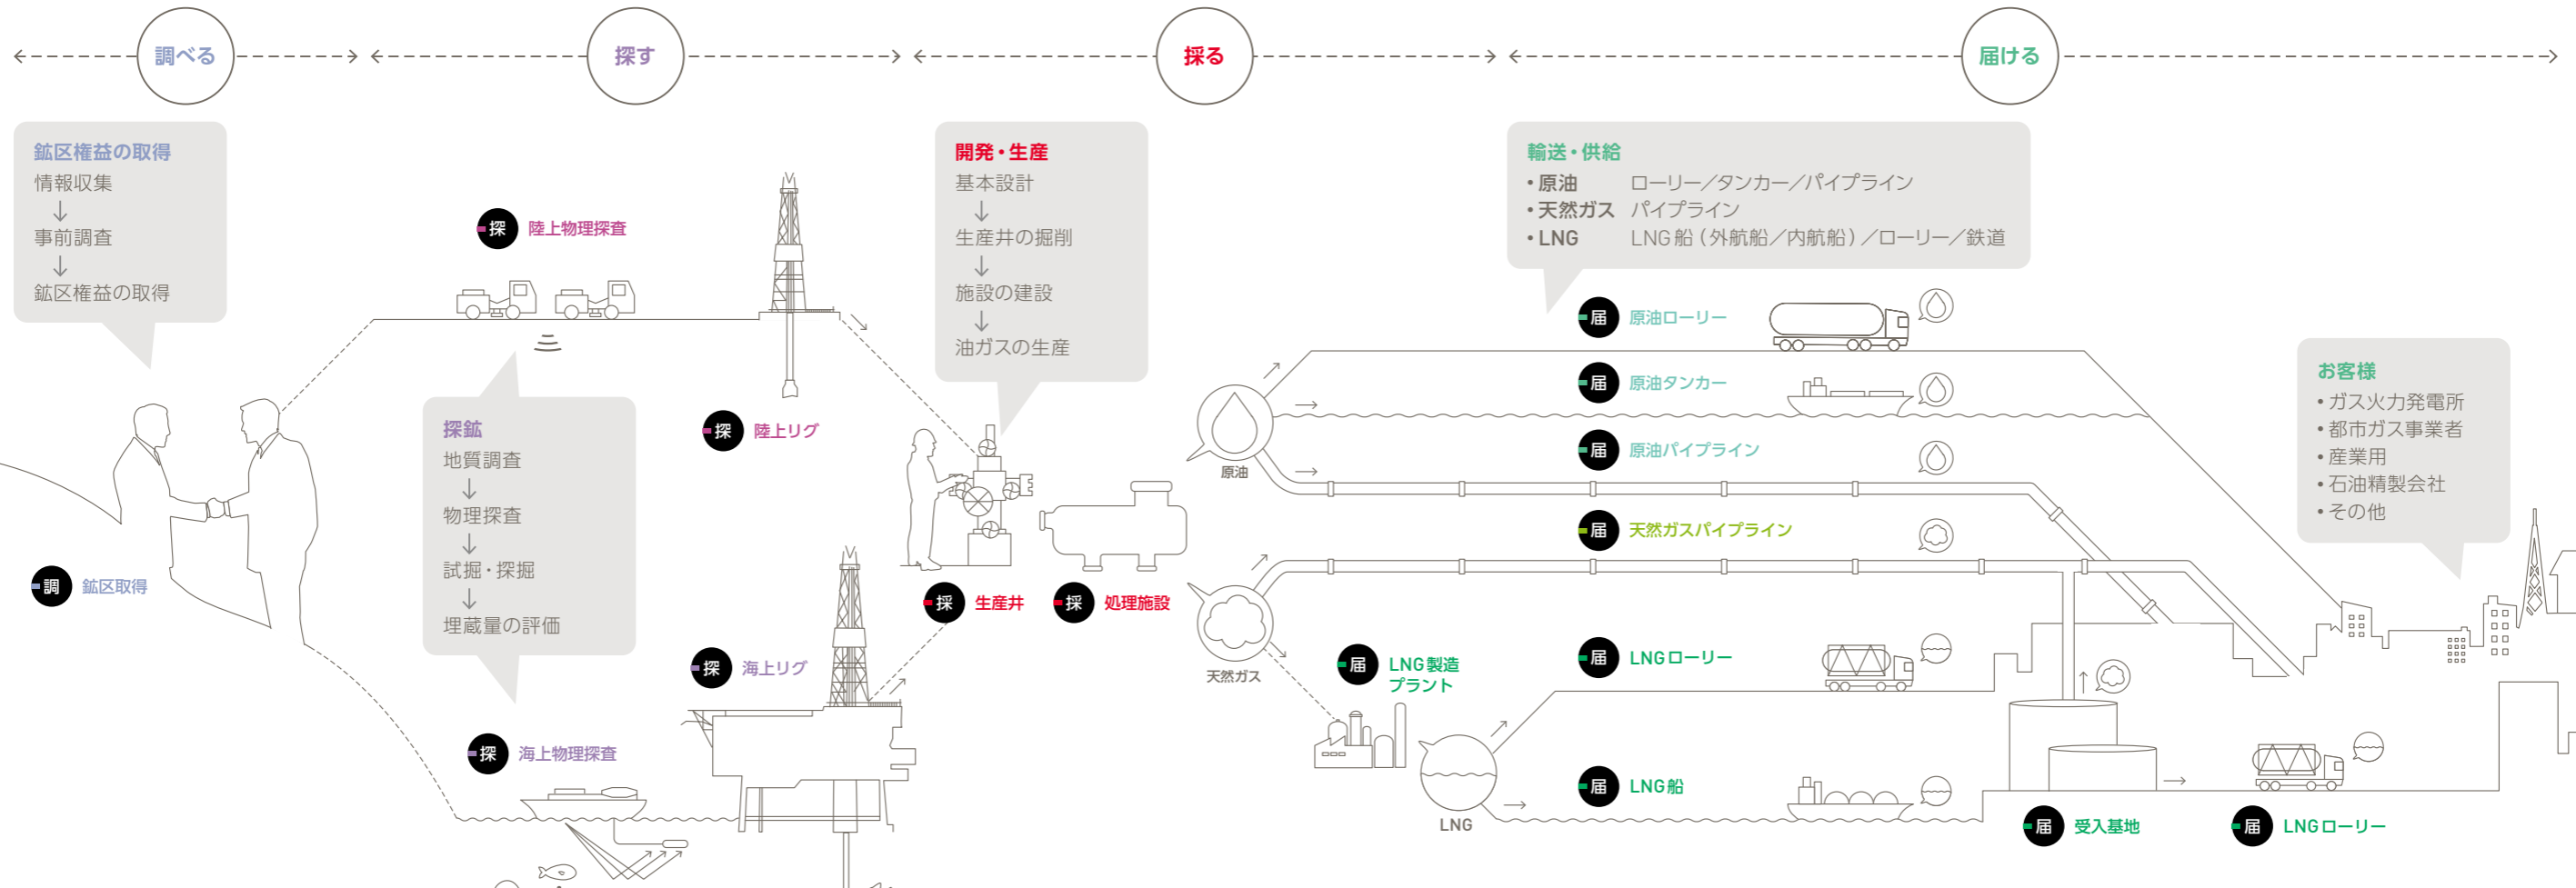 調べる
探す
採る
届ける
鉱区権益の取得
情報収集
↓
事前調査
↓
鉱区権益の取得
調 鉱区取得
探 陸上物理探査
探 陸上リグ
探鉱
地質調査
↓
物理探査
↓
試掘・探掘
↓
埋蔵量の評価
探 海上リグ
探 海上物理探査
開発・生産
基本設計
↓
生産井の掘削
↓
施設の建設
↓
油ガスの生産
採 生産井
採 処理施設
輸送・供給
・原油 ローリー／タンカー／パイプライン
・天然ガス パイプライン
・LNG LNG船（外航船／内航船）／ローリー／鉄道
原油
届 原油ローリー
届 原油タンカー
届 原油パイプライン
届 天然ガスパイプライン
天然ガス
届 LNG製造
プラント
LNG
届 LNGローリー
届 LNG船
届 受入基地
届 LNGローリー
お客様
・ガス火力発電所
・都市ガス事業者
・産業用
・石油精製会社
・その他